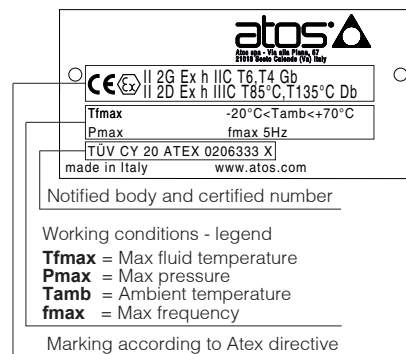 atos
Atos spa - Via alla Piana, 57
21018 Sesto Calende (Va) Italy
CE Ex II 2G Ex h IIC T6,T4 Gb
II 2D Ex h IIIC T85°C,T135°C Db
Tfmax -20°C<Tamb<+70°C
Pmax fmax 5Hz
TÜV CY 20 ATEX 0206333 X
made in Italy www.atos.com
Notified body and certified number
Working conditions - legend
Tfmax = Max fluid temperature
Pmax = Max pressure
Tamb = Ambient temperature
fmax = Max frequency
Marking according to Atex directive